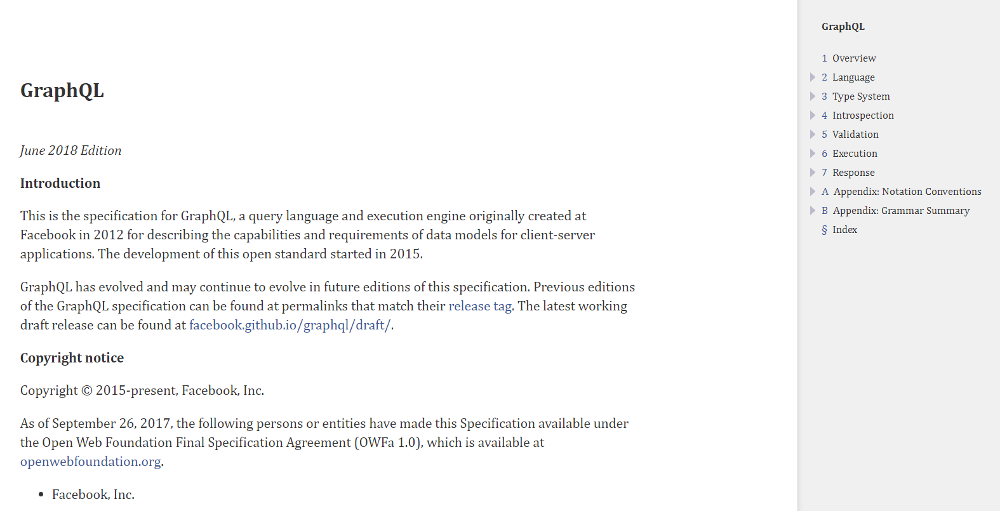 GraphQL
June 2018 Edition
Introduction
This is the specification for GraphQL, a query language and execution engine originally created at
Facebook in 2012 for describing the capabilities and requirements of data models for client-server
applications. The development of this open standard started in 2015.
GraphQL has evolved and may continue to evolve in future editions of this specification. Previous editions
of the GraphQL specification can be found at permalinks that match their release tag. The latest working
draft release can be found at facebook.github.io/graphql/draft/.
Copyright notice
Copyright © 2015-present, Facebook, Inc.
As of September 26, 2017, the following persons or entities have made this Specification available under
the Open Web Foundation Final Specification Agreement (OWFa 1.0), which is available at
openwebfoundation.org.
• Facebook, Inc.
GraphQL
1 Overview
2 Language
3 Type System
4 Introspection
5 Validation
6 Execution
7 Response
A Appendix: Notation Conventions
B Appendix: Grammar Summary
§ Index